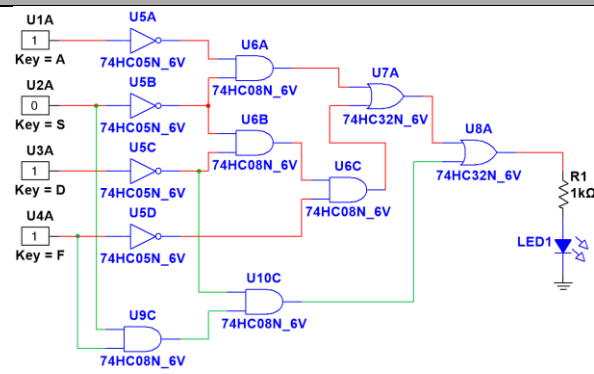 U1A
1
Key = A
U5A
74HC05N_6V
U6A
74HC08N_6V
U2A
0
Key = S
U5B
74HC05N_6V
U7A
74HC32N_6V
U6B
74HC08N_6V
U3A
1
Key = D
U5C
74HC05N_6V
U8A
74HC32N_6V
U6C
74HC08N_6V
R1
1kΩ
U4A
1
Key = F
U5D
74HC05N_6V
LED1
U10C
74HC08N_6V
U9C
74HC08N_6V